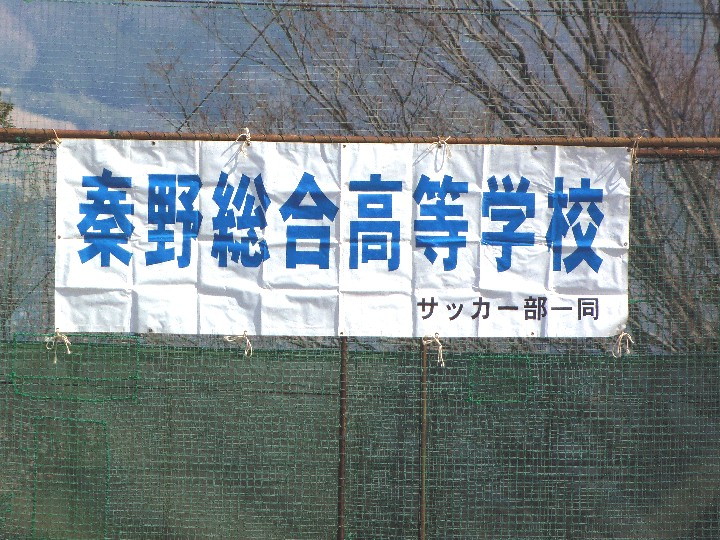 秦野総合高等学校
サッカー部一同